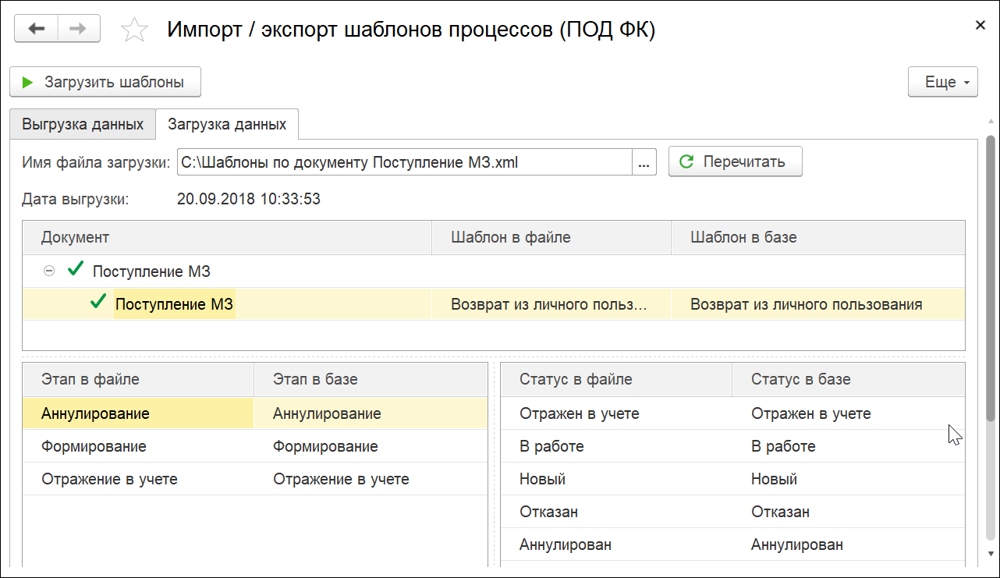 Импорт / экспорт шаблонов процессов (ПОД ФК)
Загрузить шаблоны
Еще
Выгрузка данных Загрузка данных
Имя файла загрузки: C:\Шаблоны по документу Поступление МЗ.xml ... Перечитать
Дата выгрузки: 20.09.2018 10:33:53
Документ Шаблон в файле Шаблон в базе
Поступление МЗ
Поступление МЗ Возврат из личного польз... Возврат из личного пользования
Этап в файле Этап в базе
Аннулирование Аннулирование
Формирование Формирование
Отражение в учете Отражение в учете
Статус в файле Статус в базе
Отражен в учете Отражен в учете
В работе В работе
Новый Новый
Отказан Отказан
Аннулирован Аннулирован